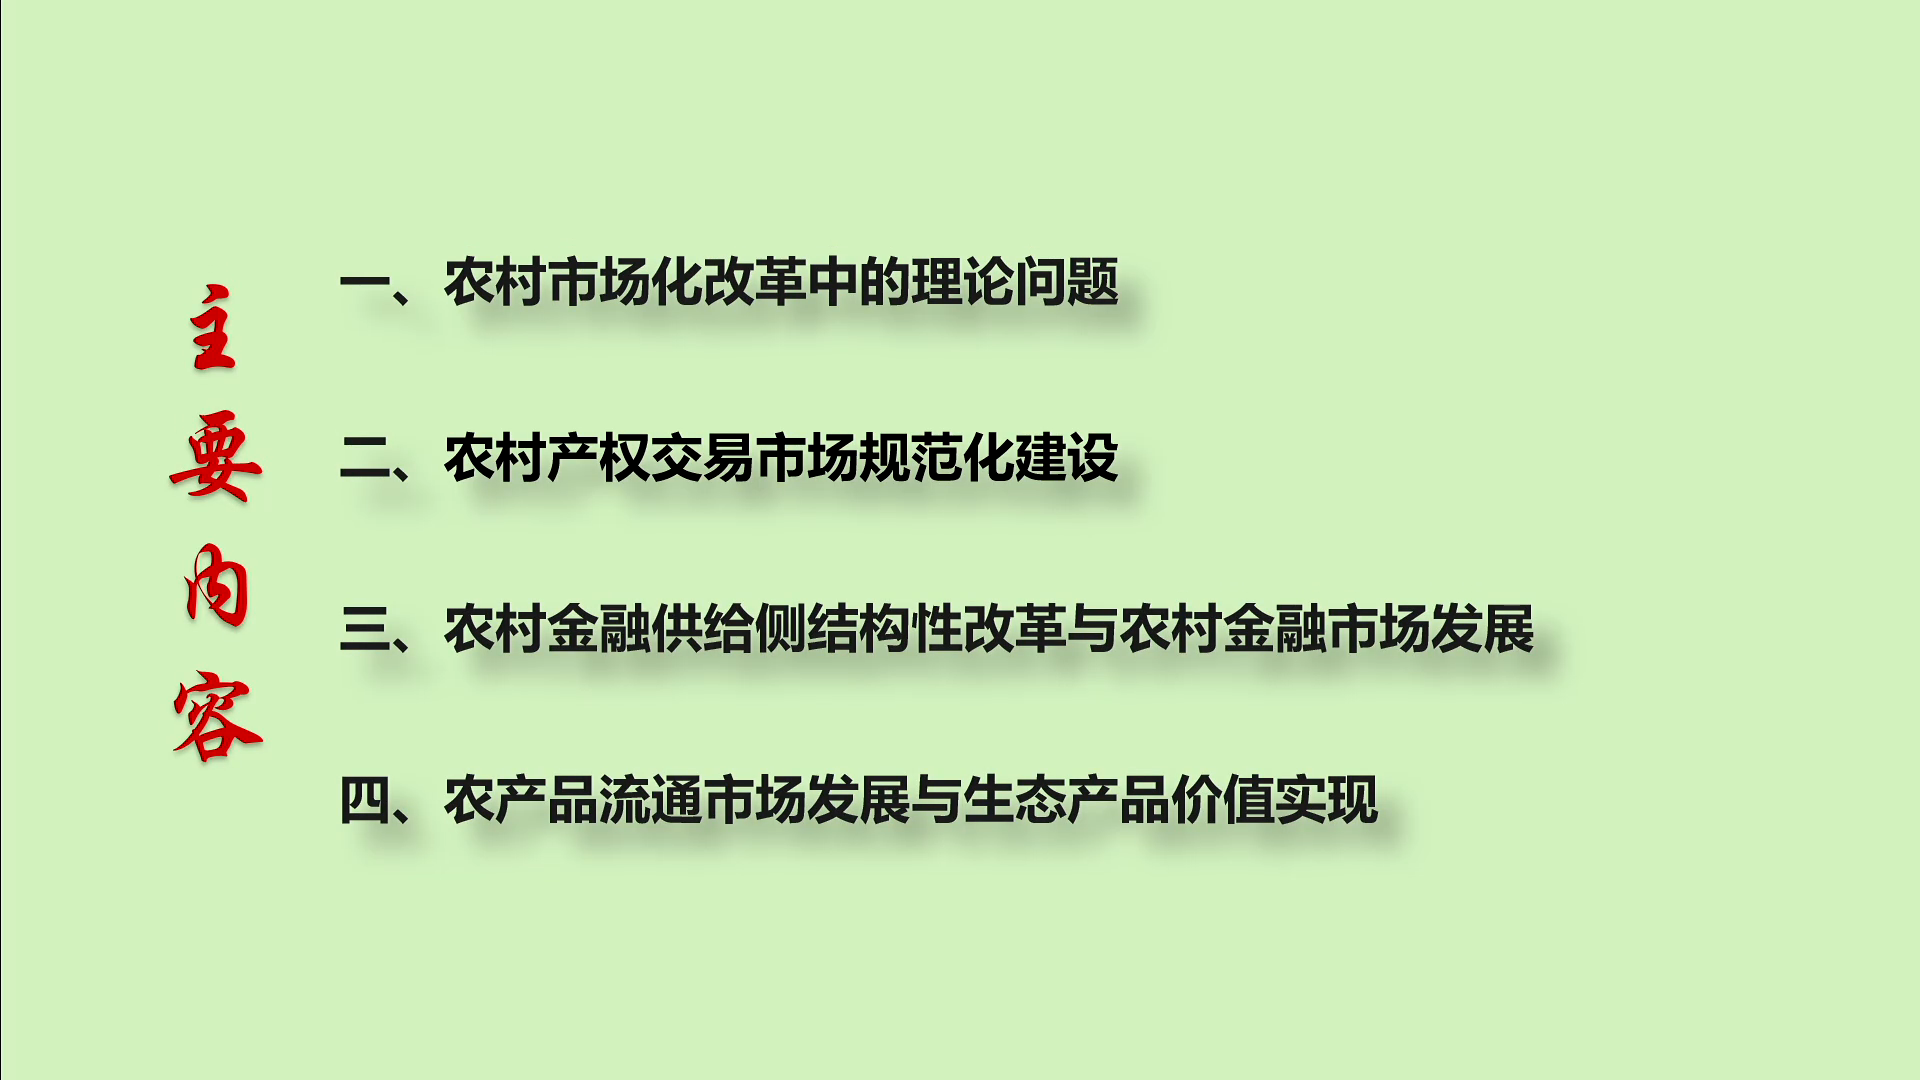 主要内容
一、农村市场化改革中的理论问题
二、农村产权交易市场规范化建设
三、农村金融供给侧结构性改革与农村金融市场发展
四、农产品流通市场发展与生态产品价值实现